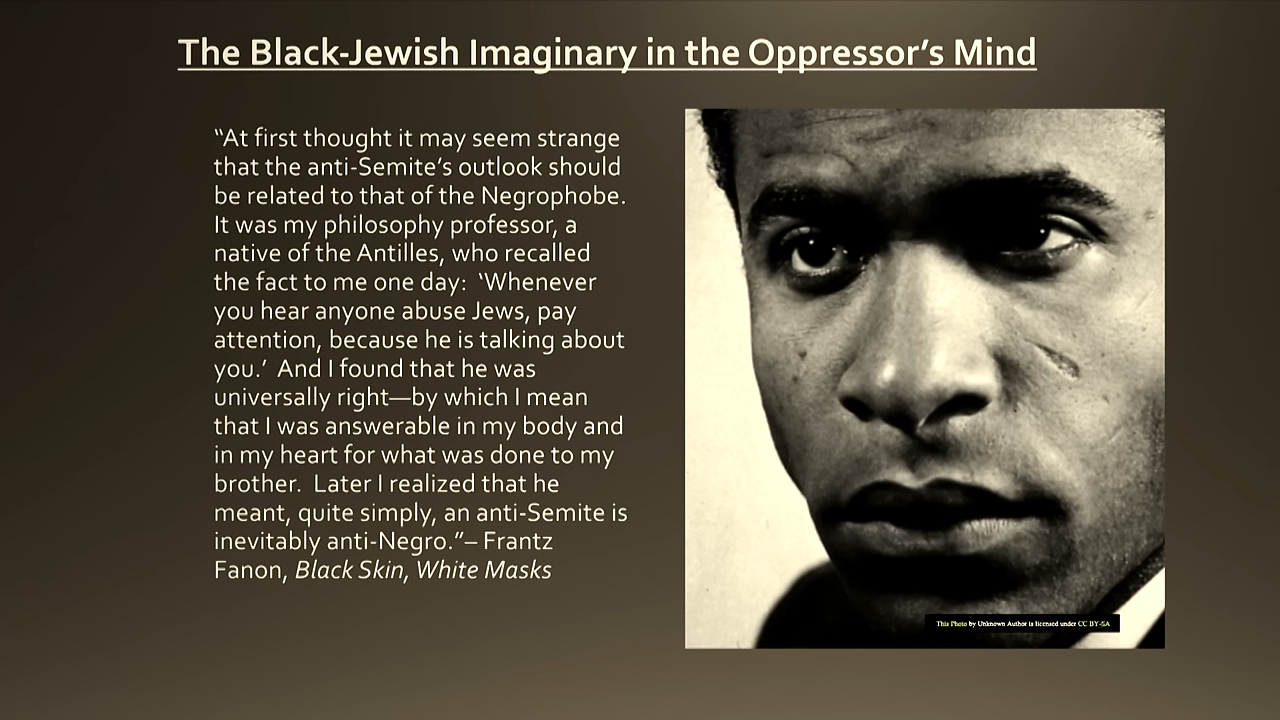 The Black-Jewish Imaginary in the Oppressor’s Mind
“At first thought it may seem strange
that the anti-Semite’s outlook should
be related to that of the Negrophobe.
It was my philosophy professor, a
native of the Antilles, who recalled
the fact to me one day:  ‘Whenever
you hear anyone abuse Jews, pay
attention, because he is talking about
you.’  And I found that he was
universally right—by which I mean
that I was answerable in my body and
in my heart for what was done to my
brother.  Later I realized that he
meant, quite simply, an anti-Semite is
inevitably anti-Negro.”– Frantz
Fanon, Black Skin, White Masks
This Photo by Unknown Author is licensed under CC BY-SA